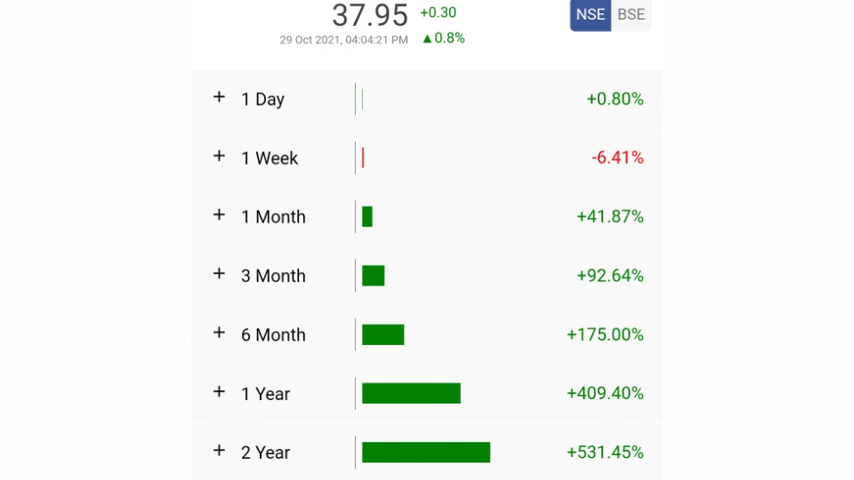 37.95 +0.30 NSE BSE
29 Oct 2021, 04:04:21 PM ▲0.8%
+ 1 Day +0.80%
+ 1 Week -6.41%
+ 1 Month +41.87%
+ 3 Month +92.64%
+ 6 Month +175.00%
+ 1 Year +409.40%
+ 2 Year +531.45%